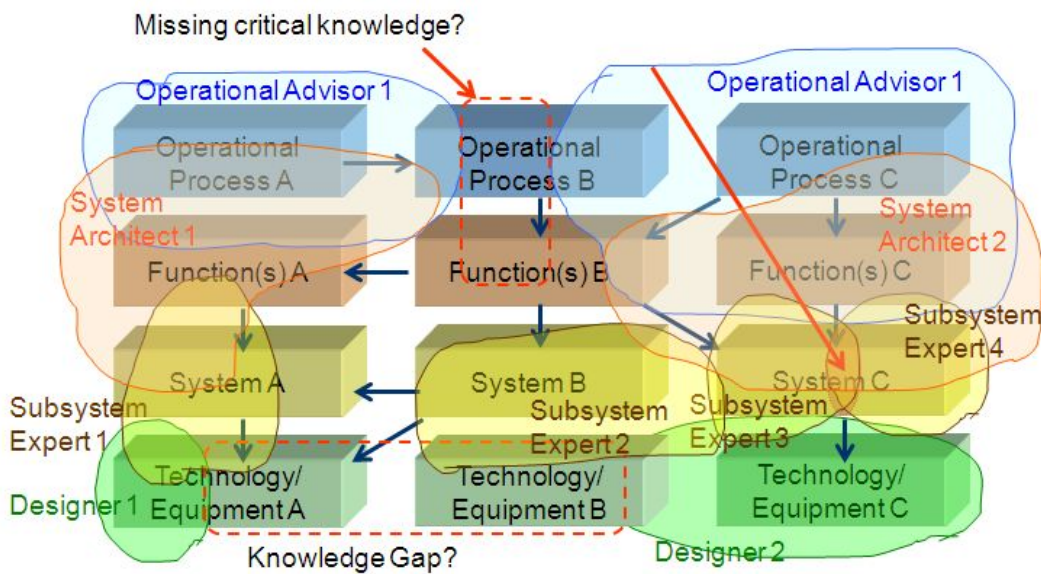 Missing critical knowledge?
Operational Advisor 1
Operational Advisor 1
Operational
Process A
Operational
Process B
Operational
Process C
System
Architect 1
System
Architect 2
Function(s) A
Function(s) B
Function(s) C
Subsystem
Expert 4
System A
System B
System C
Subsystem
Expert 1
Subsystem
Expert 2
Subsystem
Expert 3
Designer 1
Technology/
Equipment A
Technology/
Equipment B
Technology/
Equipment C
Knowledge Gap?
Designer 2